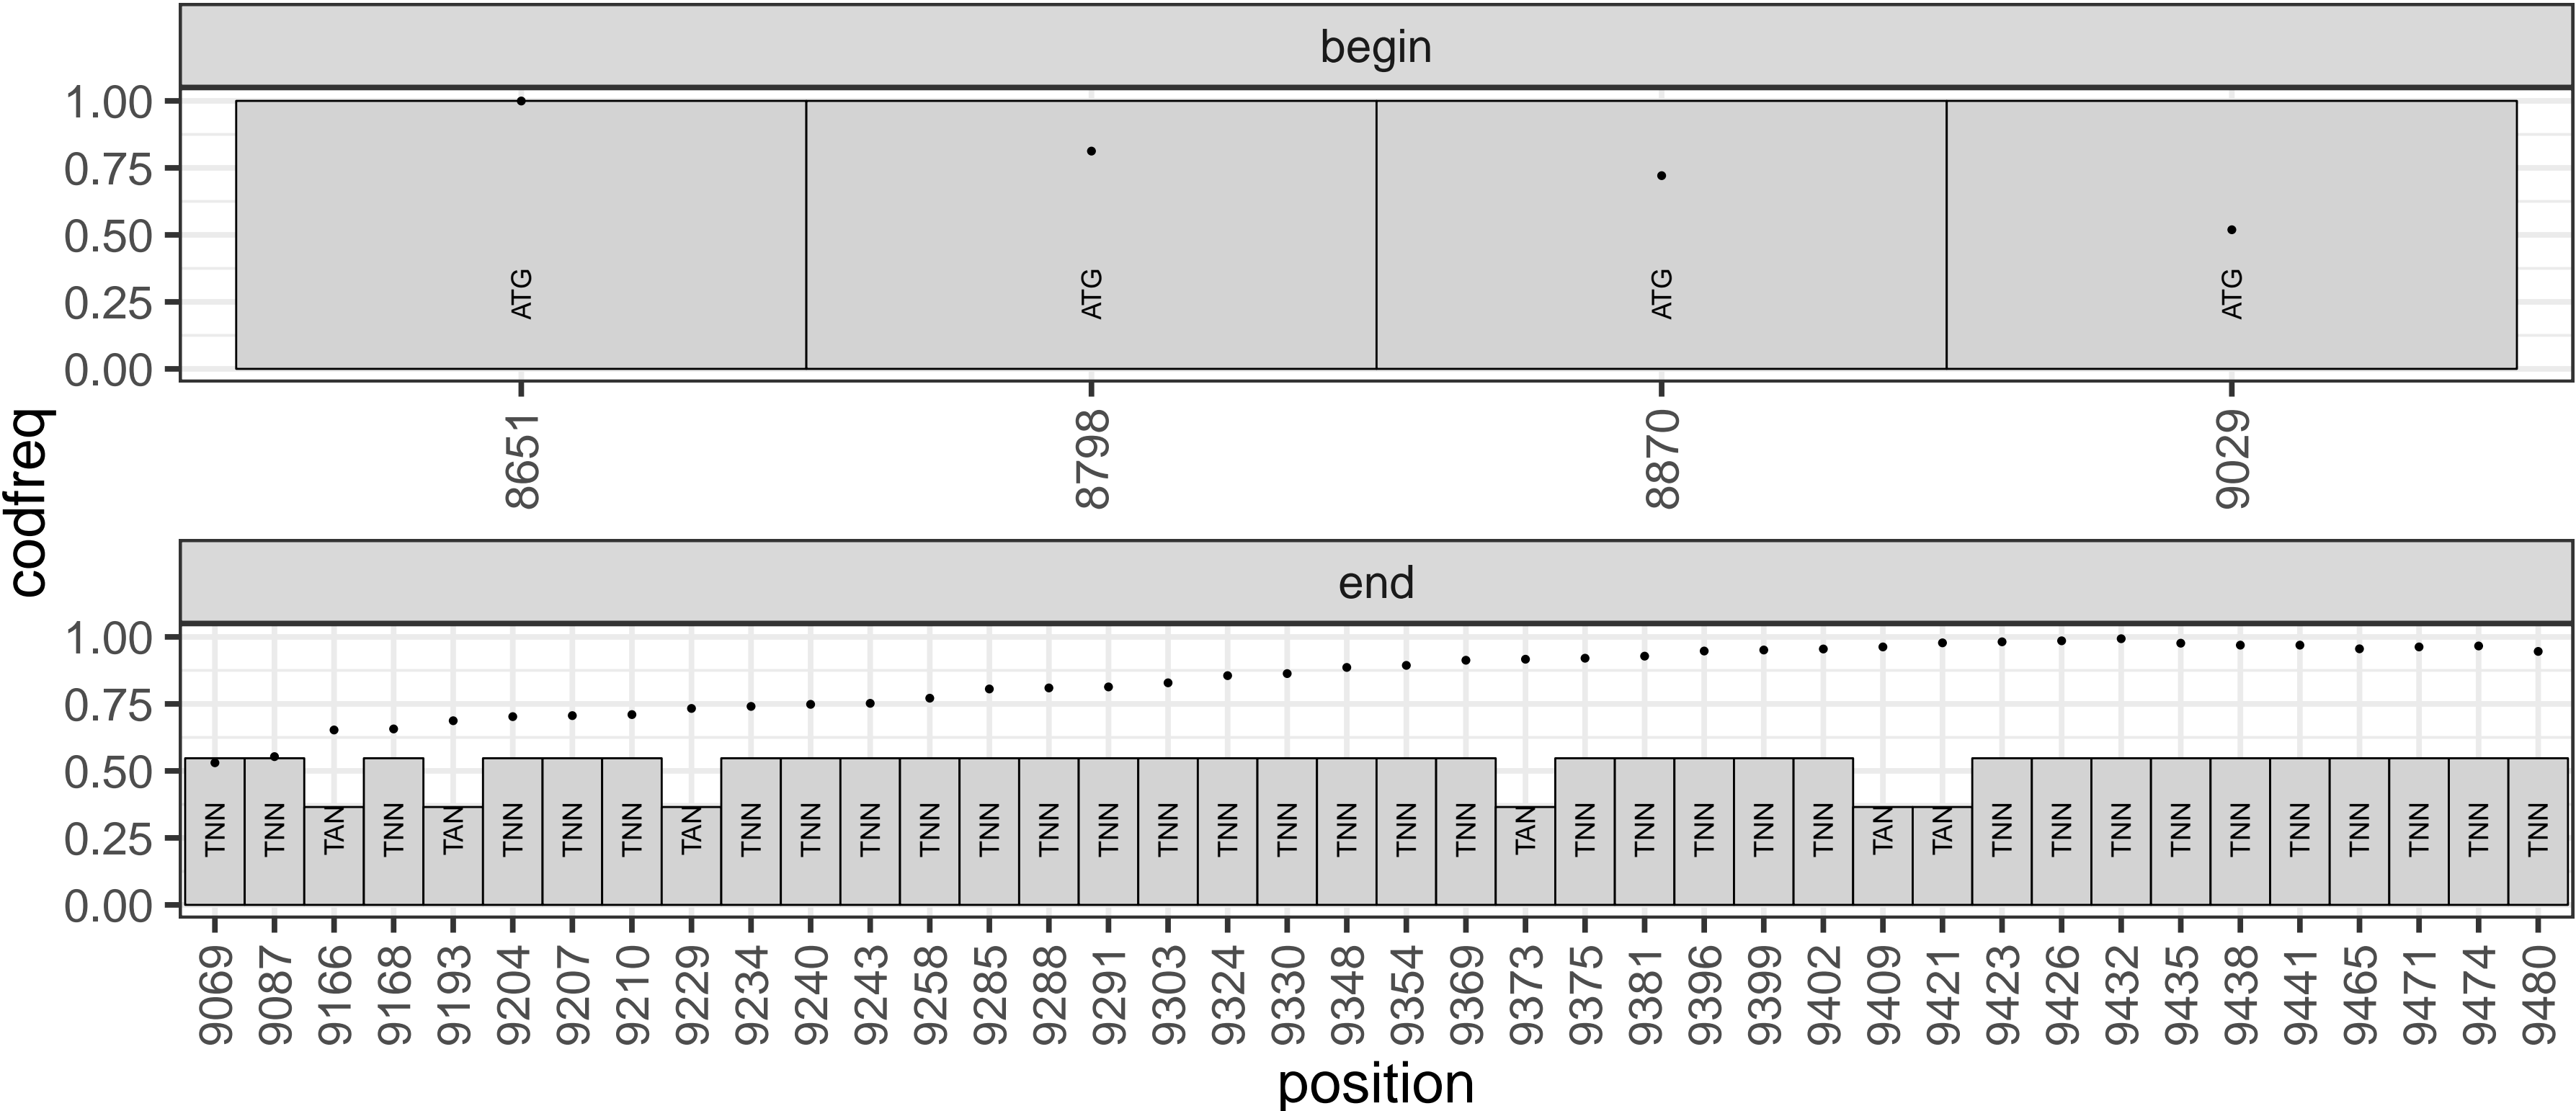 begin
1.00
0.75
0.50
0.25
0.00
ATG ATG ATG ATG
8651 8798 8870 9029
codfreq
end
1.00
0.75
0.50
0.25
0.00
TNN TNN TAN TNN TAN TNN TNN TNN TAN TNN TNN TNN TNN TNN TNN TNN TNN TNN TNN TNN TNN TNN TAN TNN TNN TNN TNN TNN TAN TAN TNN TNN TNN TNN TNN TNN TNN TNN TNN TNN
9069 9087 9166 9168 9193 9204 9207 9210 9229 9234 9240 9243 9258 9285 9288 9291 9303 9324 9330 9348 9354 9369 9373 9375 9381 9396 9399 9402 9409 9421 9423 9426 9432 9435 9438 9441 9465 9471 9474 9480
position